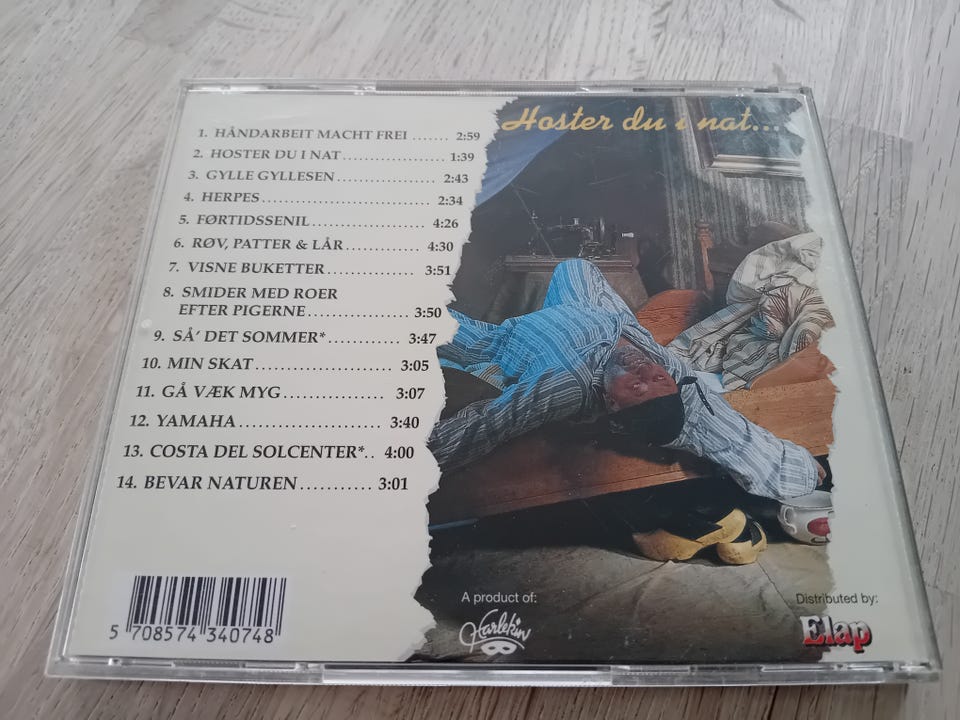 Hoster du i nat...
1. HÅNDARBEIT MACHT FREI ...... 2:59
2. HOSTER DU I NAT.................. 1:39
3. GYLLE GYLLESEN.................. 2:43
4. HERPES................................ 2:34
5. FØRTIDSSENIL....................... 4:26
6. RØV, PATTER & LÅR................ 4:30
7. VISNE BUKETTER............... 3:51
8. SMIDER MED ROER
EFTER PIGERNE.................. 3:50
9. SÅ' DET SOMMER*............. 3:47
10. MIN SKAT........................ 3:05
11. GÅ VÆK MYG................. 3:07
12. YAMAHA......................... 3:40
13. COSTA DEL SOLCENTER*.. 4:00
14. BEVAR NATUREN........... 3:01
5 708574 340748
A product of:
Harlekin
Distributed by:
Elap